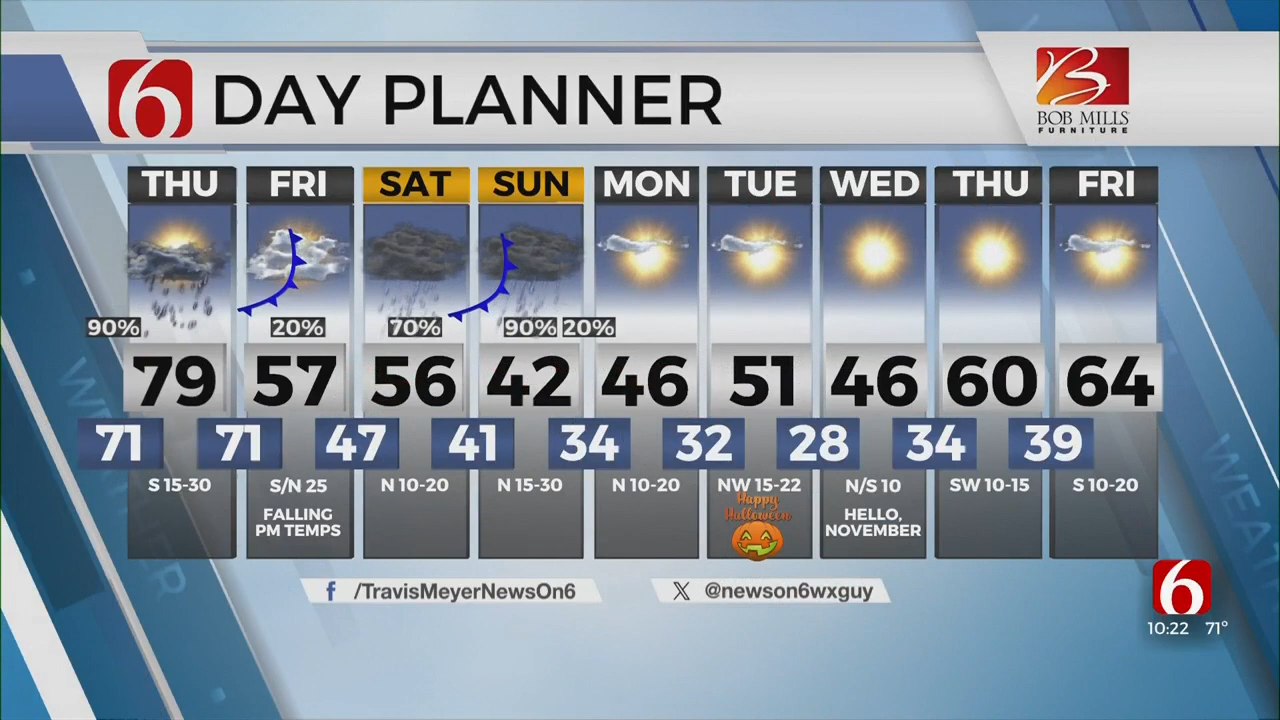 6 DAY PLANNER
BOB MILLS
FURNITURE
THU FRI SAT SUN MON TUE WED THU FRI
90% 20% 70% 90% 20%
79 57 56 42 46 51 46 60 64
71 71 47 41 34 32 28 34 39
S 15-30 S/N 25 N 10-20 N 15-30 N 10-20 NW 15-22 N/S 10 SW 10-15 S 10-20
FALLING
PM TEMPS
Happy
Halloween
HELLO,
NOVEMBER
f /TravisMeyerNewsOn6 X @newson6wxguy
6
10:22 71°